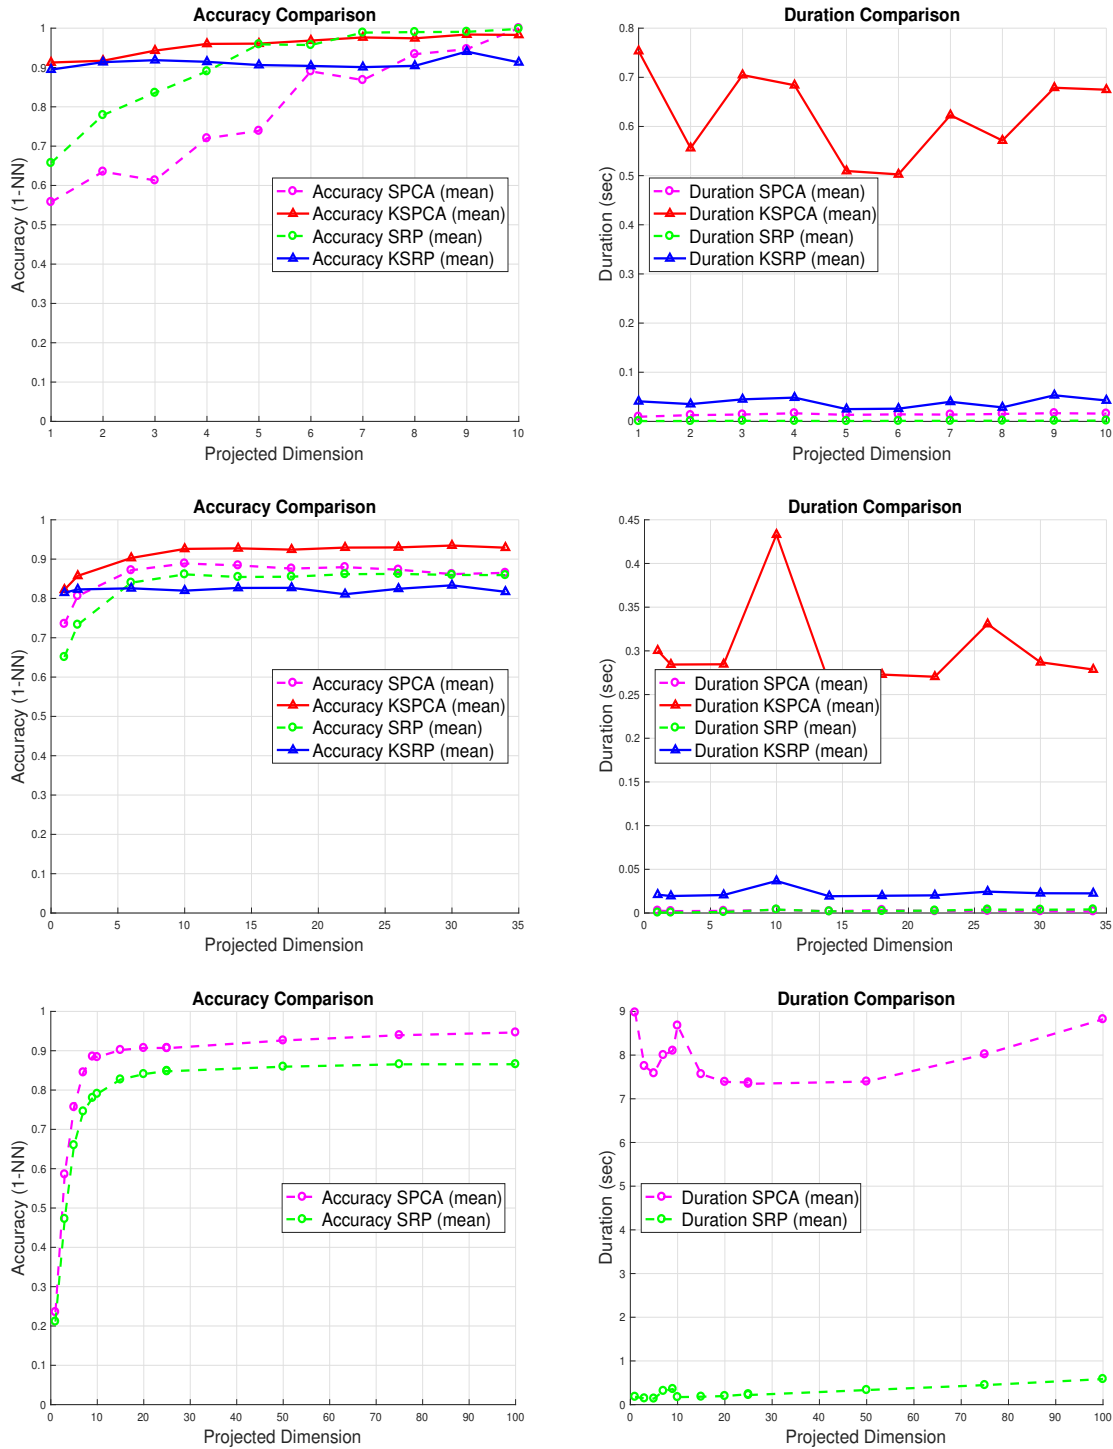 Accuracy Comparison
1
0.9
0.8
0.7
0.6
0.5
0.4
0.3
0.2
0.1
0
Accuracy (1-NN)
Accuracy SPCA (mean)
Accuracy KSPCA (mean)
Accuracy SRP (mean)
Accuracy KSRP (mean)
1 2 3 4 5 6 7 8 9 10
Projected Dimension
Duration Comparison
0.8
0.7
0.6
0.5
0.4
0.3
0.2
0.1
0
Duration (sec)
Duration SPCA (mean)
Duration KSPCA (mean)
Duration SRP (mean)
Duration KSRP (mean)
1 2 3 4 5 6 7 8 9 10
Projected Dimension
Accuracy Comparison
1
0.9
0.8
0.7
0.6
0.5
0.4
0.3
0.2
0.1
0
Accuracy (1-NN)
Accuracy SPCA (mean)
Accuracy KSPCA (mean)
Accuracy SRP (mean)
Accuracy KSRP (mean)
0 5 10 15 20 25 30 35
Projected Dimension
Duration Comparison
0.45
0.4
0.35
0.3
0.25
0.2
0.15
0.1
0.05
0
Duration (sec)
Duration SPCA (mean)
Duration KSPCA (mean)
Duration SRP (mean)
Duration KSRP (mean)
0 5 10 15 20 25 30 35
Projected Dimension
Accuracy Comparison
1
0.9
0.8
0.7
0.6
0.5
0.4
0.3
0.2
0.1
0
Accuracy (1-NN)
Accuracy SPCA (mean)
Accuracy SRP (mean)
0 10 20 30 40 50 60 70 80 90 100
Projected Dimension
Duration Comparison
9
8
7
6
5
4
3
2
1
0
Duration (sec)
Duration SPCA (mean)
Duration SRP (mean)
0 10 20 30 40 50 60 70 80 90 100
Projected Dimension